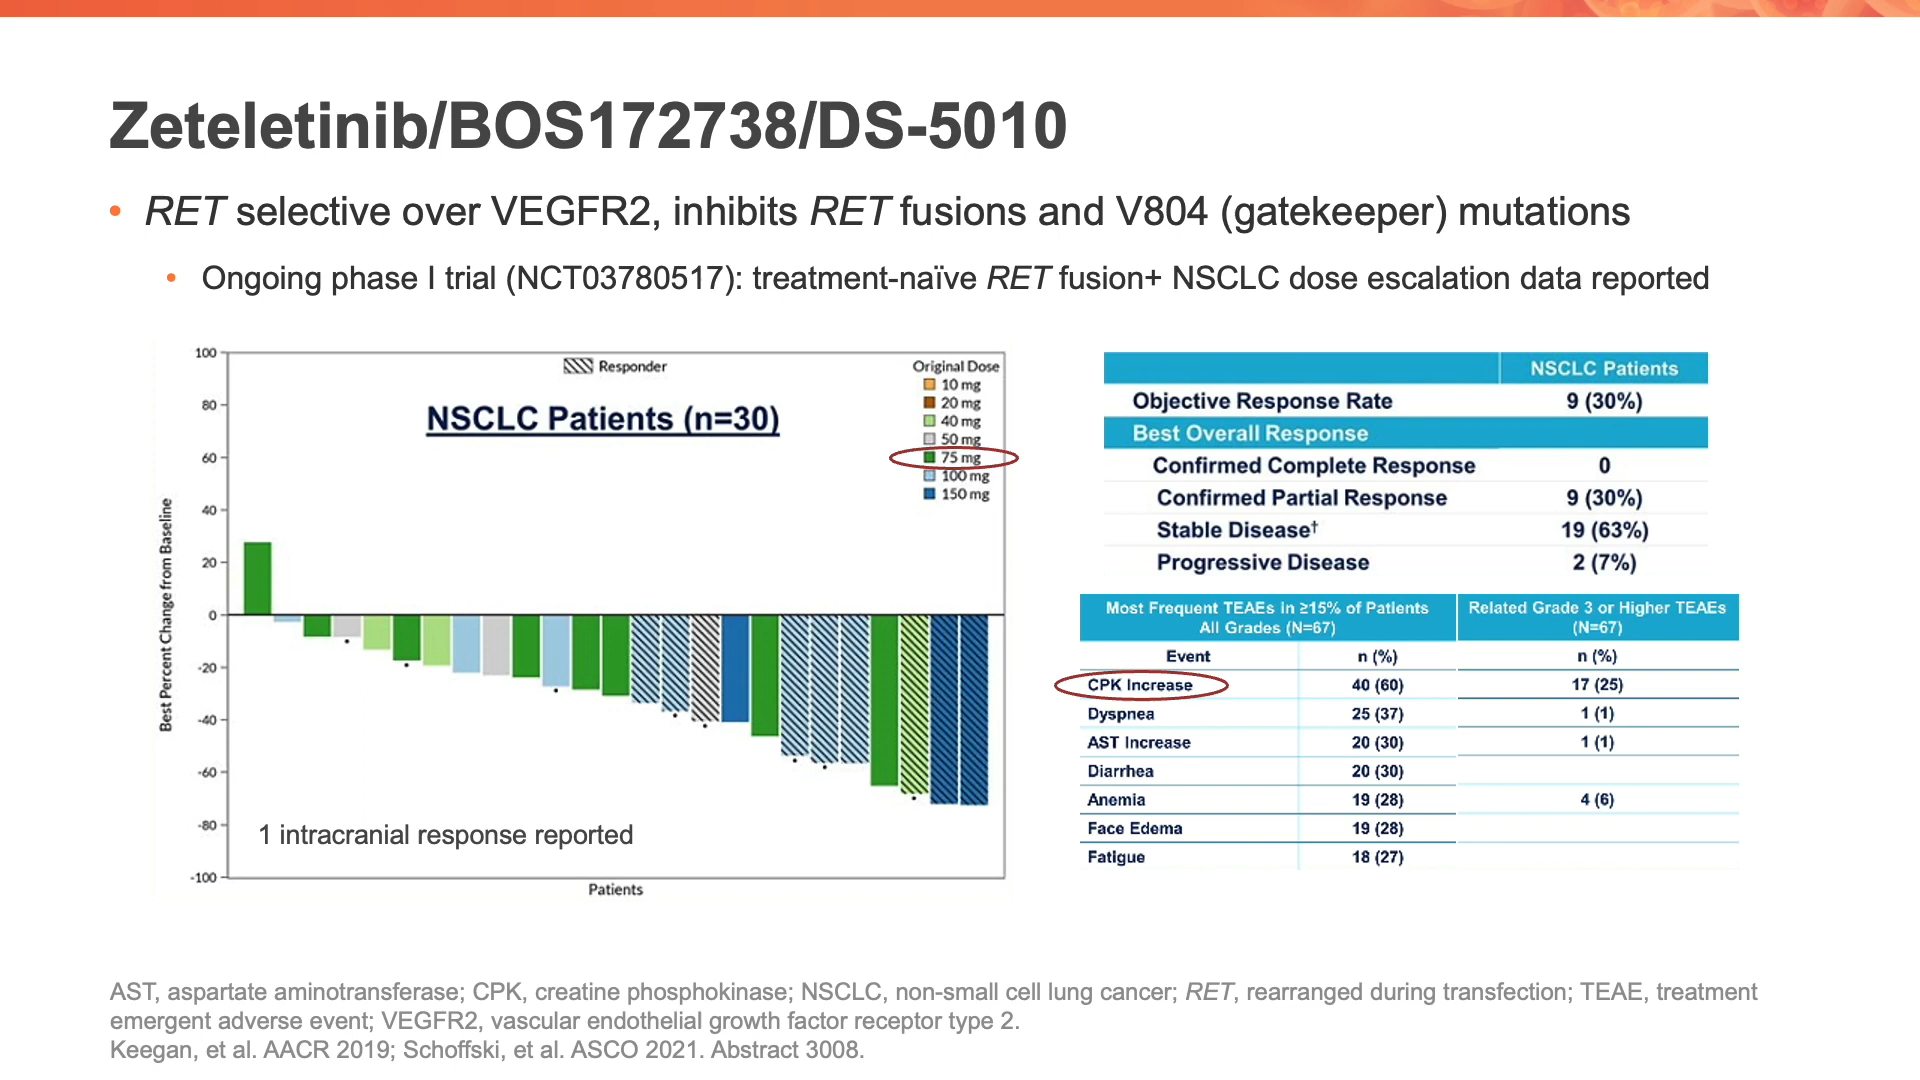 Zeteletinib/BOS172738/DS-5010
• RET selective over VEGFR2, inhibits RET fusions and V804 (gatekeeper) mutations
• Ongoing phase I trial (NCT03780517): treatment-naïve RET fusion+ NSCLC dose escalation data reported
Best Percent Change from Baseline
100
80
60
40
20
0
-20
-40
-60
-80
-100
Responder
NSCLC Patients (n=30)
Original Dose
10 mg
20 mg
40 mg
50 mg
75 mg
100 mg
150 mg
1 intracranial response reported
Patients
NSCLC Patients
Objective Response Rate 9 (30%)
Best Overall Response
Confirmed Complete Response 0
Confirmed Partial Response 9 (30%)
Stable Disease† 19 (63%)
Progressive Disease 2 (7%)
Most Frequent TEAEs in ≥15% of Patients Related Grade 3 or Higher TEAEs
All Grades (N=67) (N=67)
Event n (%) n (%)
CPK Increase 40 (60) 17 (25)
Dyspnea 25 (37) 1 (1)
AST Increase 20 (30) 1 (1)
Diarrhea 20 (30)
Anemia 19 (28) 4 (6)
Face Edema 19 (28)
Fatigue 18 (27)
AST, aspartate aminotransferase; CPK, creatine phosphokinase; NSCLC, non-small cell lung cancer; RET, rearranged during transfection; TEAE, treatment
emergent adverse event; VEGFR2, vascular endothelial growth factor receptor type 2.
Keegan, et al. AACR 2019; Schoffski, et al. ASCO 2021. Abstract 3008.